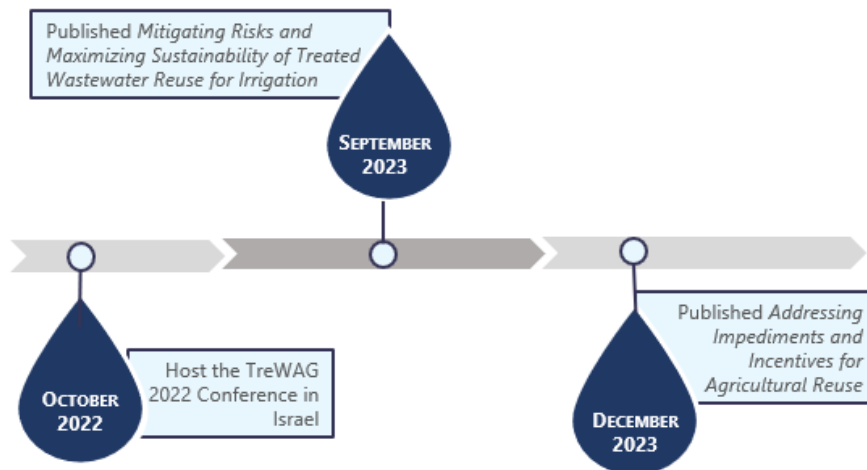 Published Mitigating Risks and
Maximizing Sustainability of Treated
Wastewater Reuse for Irrigation
SEPTEMBER
2023
OCTOBER
2022
Host the TreWAG
2022 Conference in
Israel
Published Addressing
Impediments and
Incentives for
Agricultural Reuse
DECEMBER
2023